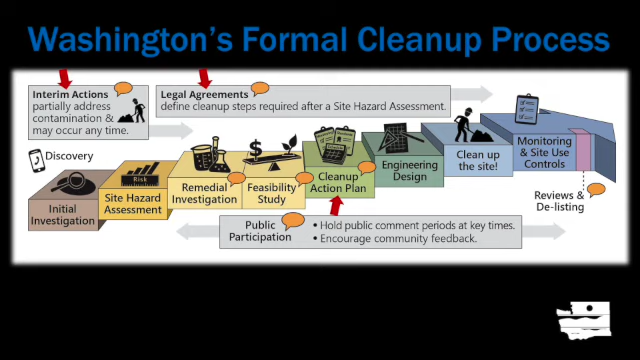 Washington's Formal Cleanup Process
Interim Actions
partially address
contamination &
may occur any time.
Legal Agreements
define cleanup steps required after a Site Hazard Assessment.
Discovery
Initial
Investigation
Risk
Site Hazard
Assessment
Remedial
Investigation
$
Feasibility
Study
Cleanup
Action Plan
Engineering
Design
Clean up
the site!
Monitoring
& Site Use
Controls
Reviews &
De-listing
Public
Participation
• Hold public comment periods at key times.
• Encourage community feedback.